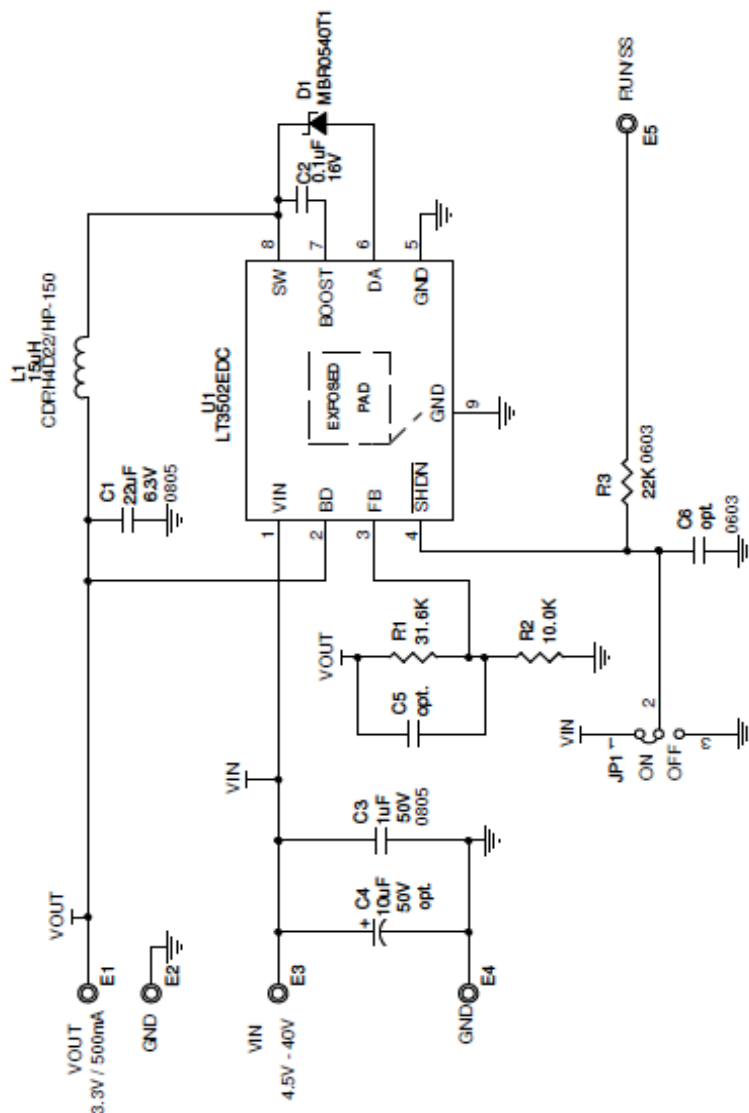 VOUT
3.3V / 500mA
E1
VOUT
GND
E2
VIN
4.5V - 40V
E3
GND
E4
L1
15uH
CDRH4D22/HP-150
C1
22uF
6.3V
0805
D1
MBR0540T1
C2
0.1uF
16V
U1
LT3502EDC
VIN
BD
FB
SHDN
SW
BOOST
DA
GND
GND
EXPOSED
PAD
1
2
3
4
8
7
6
5
9
VIN
C4
+
10uF
50V
opt.
C3
1uF
50V
0805
VOUT
C5
opt.
R1
31.6K
R2
10.0K
VIN
JP1
1
ON
2
OFF
3
R3
22K 0603
C6
opt.
0603
RUN/SS
E5